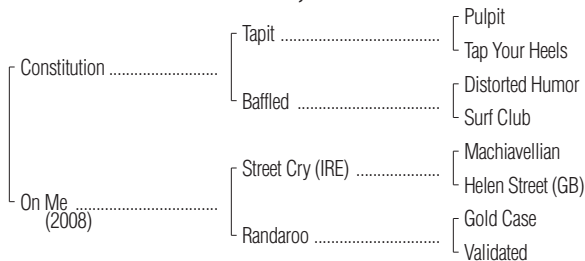 Pulpit
Tapit ................................
Tap Your Heels
Constitution ..........................
Distorted Humor
Baffled ..............................
Surf Club
Machiavellian
Street Cry (IRE) ....................
Helen Street (GB)
On Me ..................................
(2008)
Gold Case
Randaroo ...........................
Validated